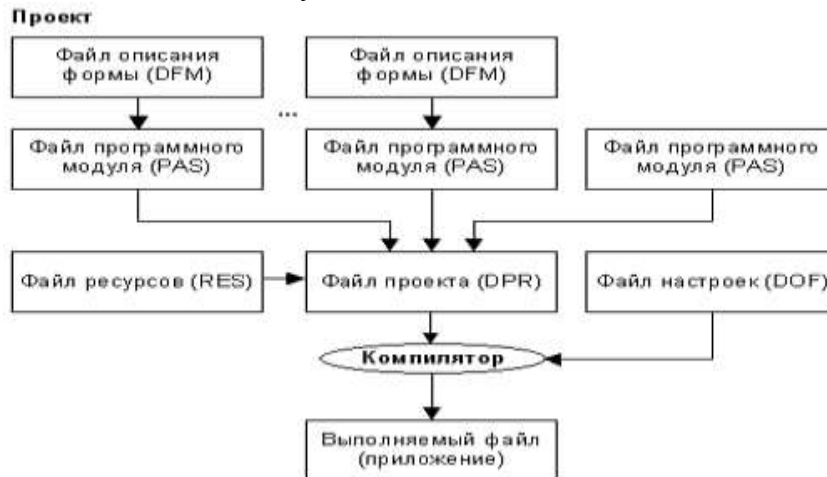 Проект
Файл описания
формы (DFM)
Файл описания
формы (DFM)
...
Файл программного
модуля (PAS)
Файл программного
модуля (PAS)
Файл программного
модуля (PAS)
Файл ресурсов (RES)
Файл проекта (DPR)
Файл настроек (DOF)
Компилятор
Выполняемый файл
(приложение)